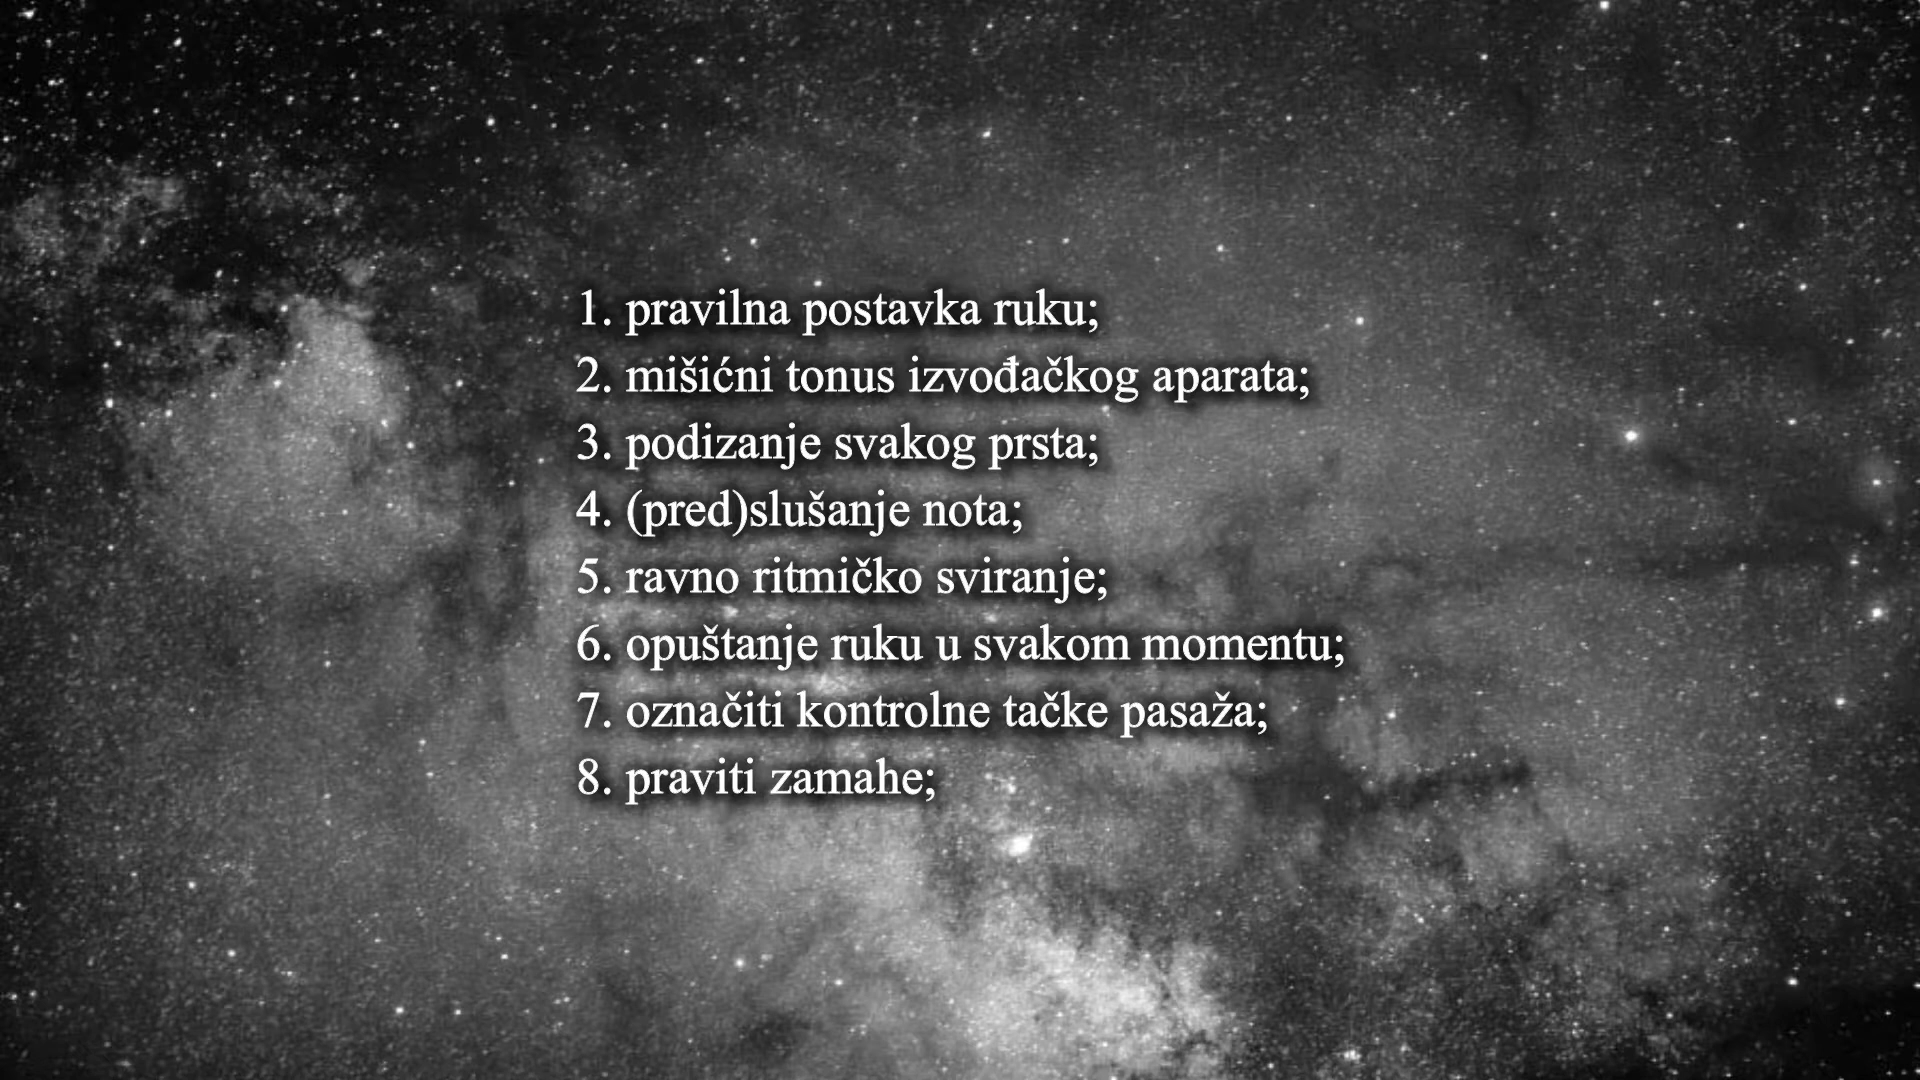 1. pravilna postavka ruku;
2. mišićni tonus izvođačkog aparata;
3. podizanje svakog prsta;
4. (pred)slušanje nota;
5. ravno ritmičko sviranje;
6. opuštanje ruku u svakom momentu;
7. označiti kontrolne tačke pasaža;
8. praviti zamahe;